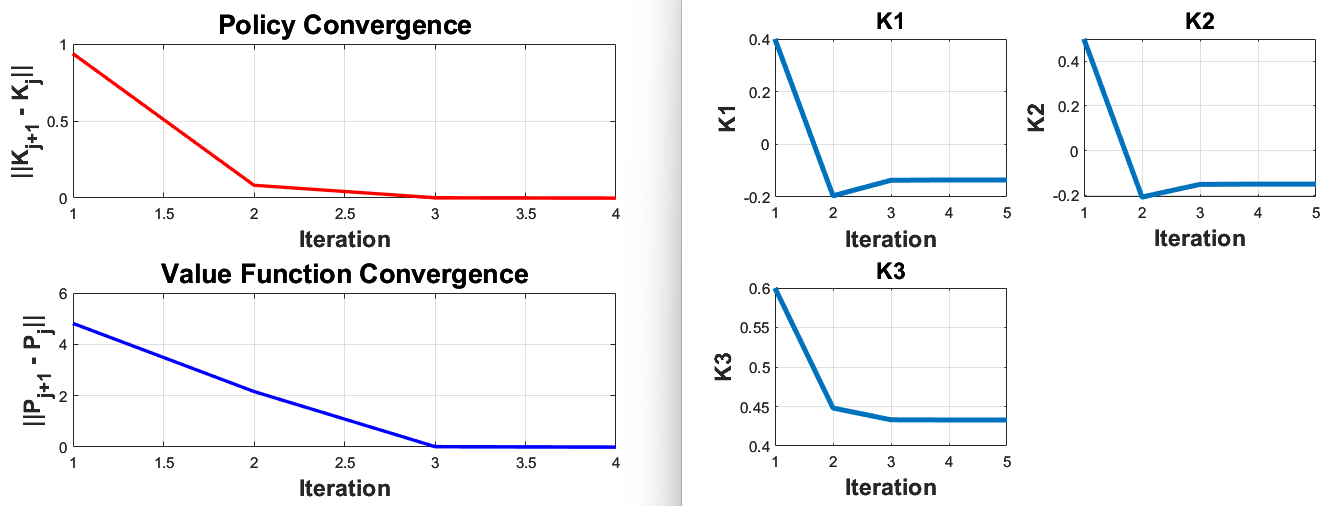 Policy Convergence
||K_{j+1} - K_j||
1
0.5
0
1 1.5 2 2.5 3 3.5 4
Iteration
Value Function Convergence
||P_{j+1} - P_j||
6
4
2
0
1 1.5 2 2.5 3 3.5 4
Iteration
K1
K1
0.4
0.2
0
-0.2
1 2 3 4 5
Iteration
K2
K2
0.4
0.2
0
-0.2
1 2 3 4 5
Iteration
K3
K3
0.6
0.55
0.5
0.45
0.4
1 2 3 4 5
Iteration